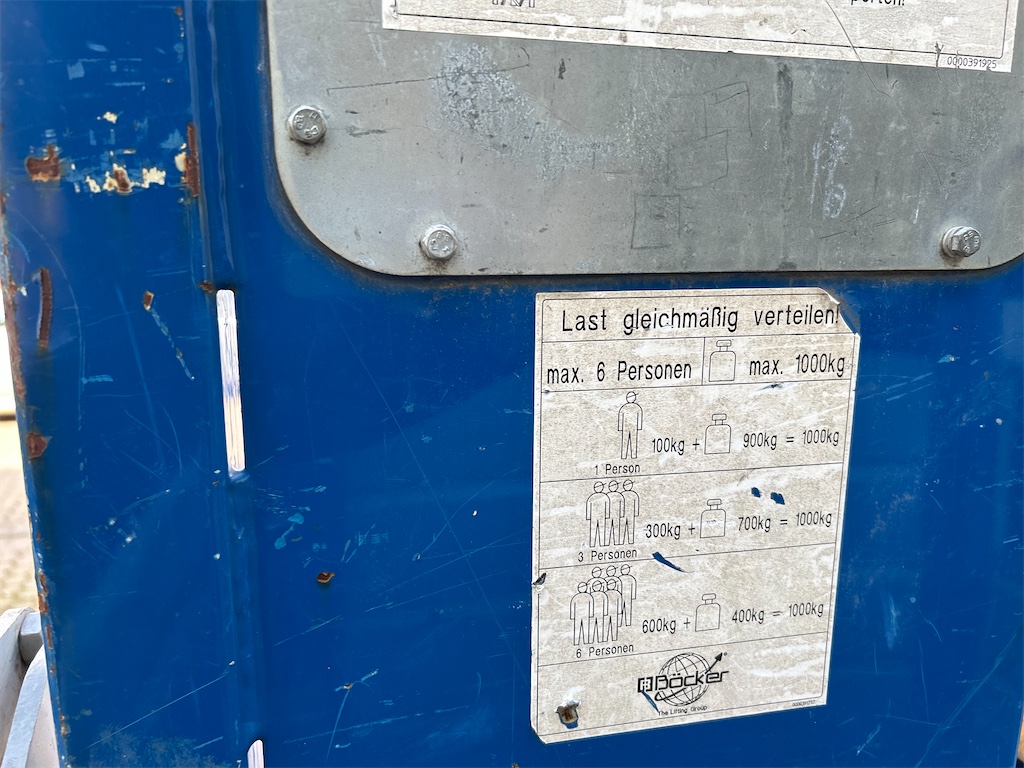 0000391925
Last gleichmäßig verteilen!
max. 6 Personen max. 1000kg
100kg + 900kg = 1000kg
1 Person
300kg + 700kg = 1000kg
3 Personen
600kg + 400kg = 1000kg
6 Personen
Böcker
The Lifting Group